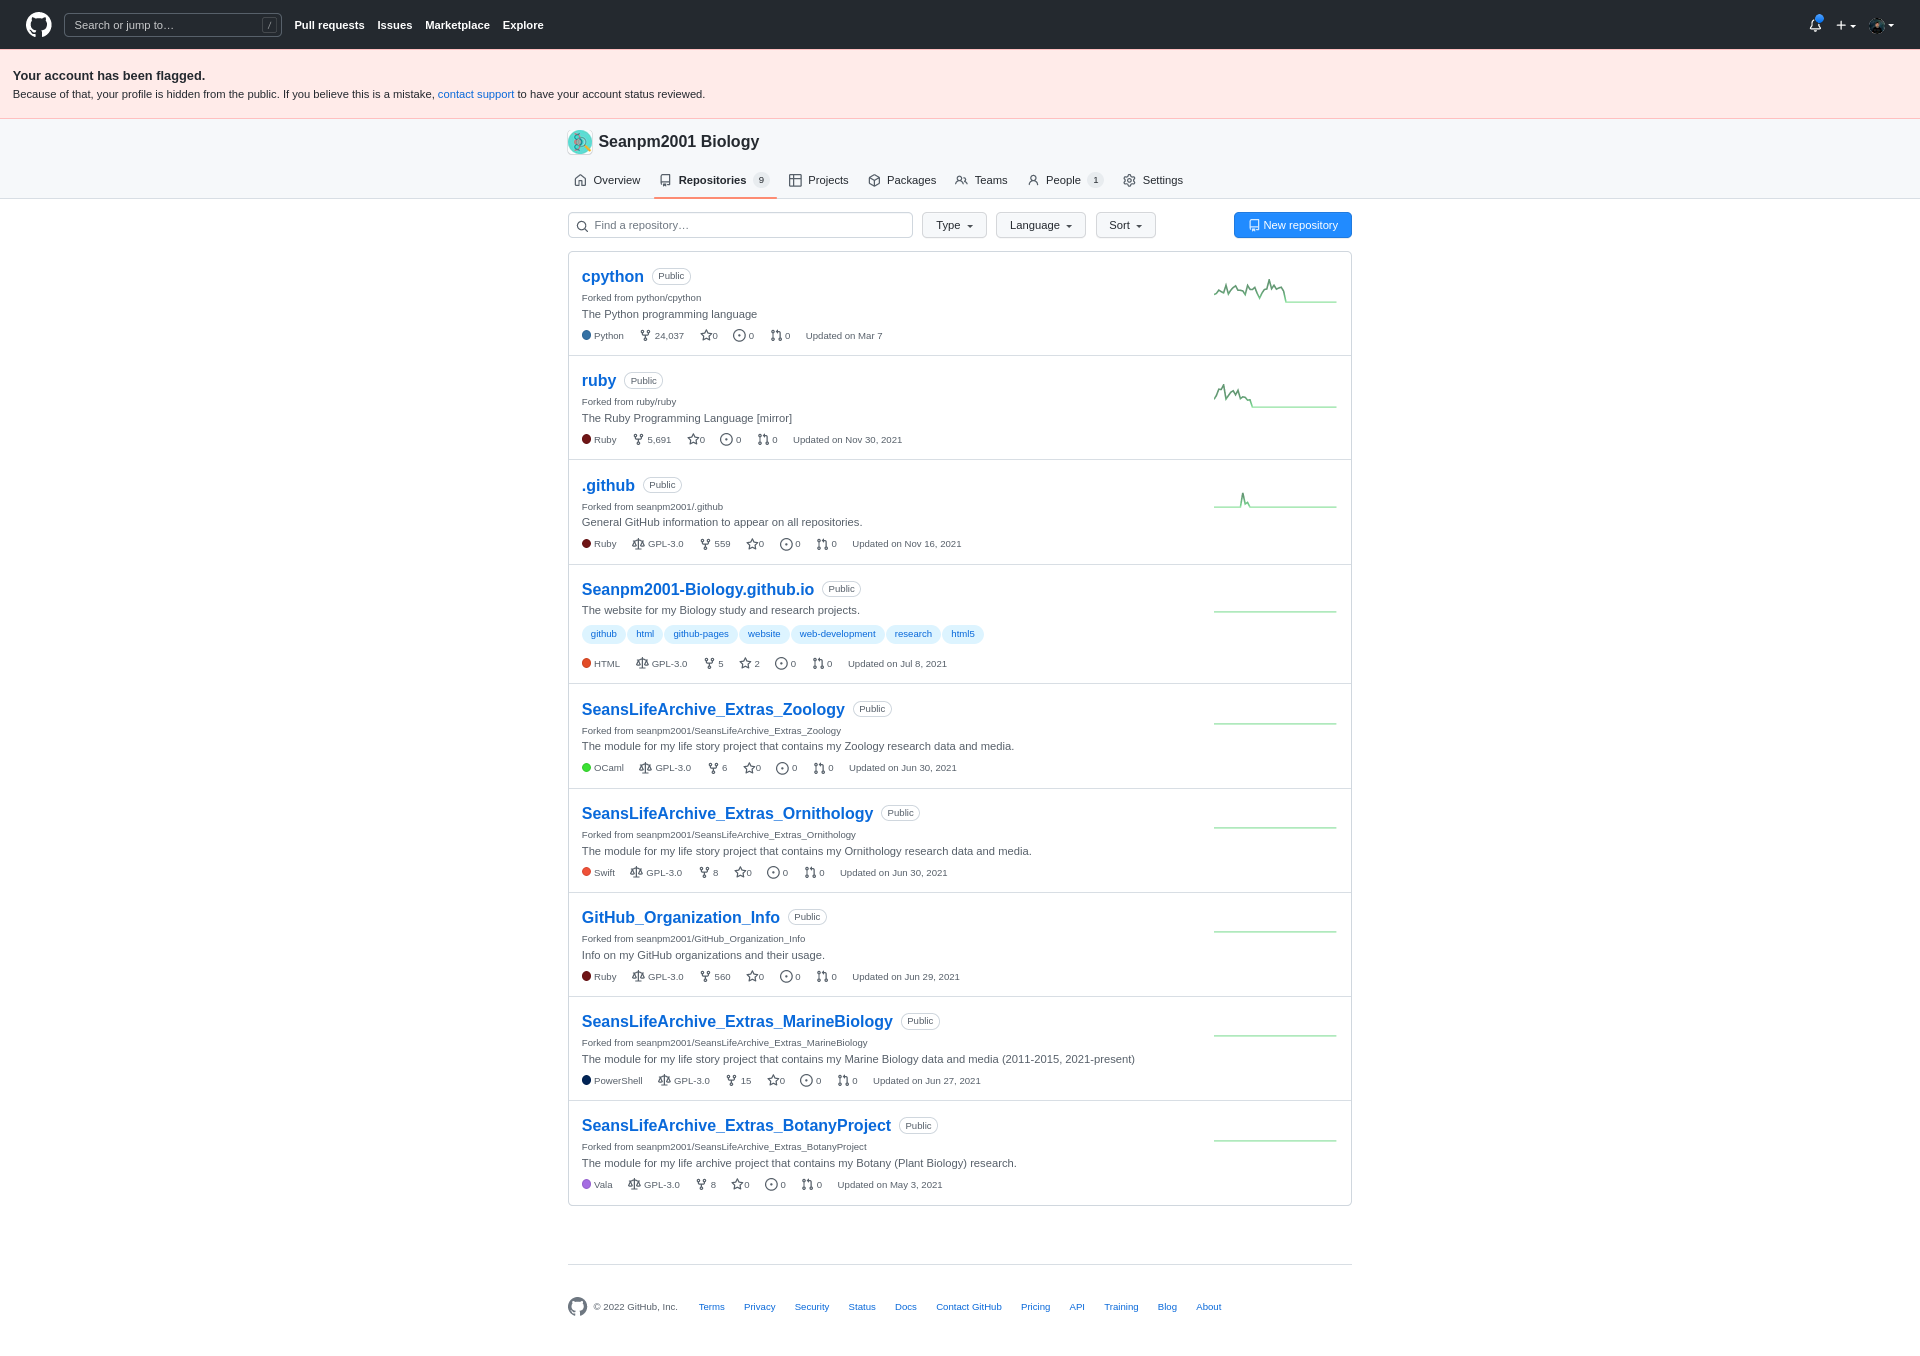 Search or jump to… /
Pull requests Issues Marketplace Explore
Your account has been flagged.
Because of that, your profile is hidden from the public. If you believe this is a mistake, contact support to have your account status reviewed.
Seanpm2001 Biology
Overview Repositories 9 Projects Packages Teams People 1 Settings
Find a repository… Type Language Sort New repository
cpython Public
Forked from python/cpython
The Python programming language
Python 24,037 0 0 0 Updated on Mar 7
ruby Public
Forked from ruby/ruby
The Ruby Programming Language [mirror]
Ruby 5,691 0 0 0 Updated on Nov 30, 2021
.github Public
Forked from seanpm2001/.github
General GitHub information to appear on all repositories.
Ruby GPL-3.0 559 0 0 0 Updated on Nov 16, 2021
Seanpm2001-Biology.github.io Public
The website for my Biology study and research projects.
github html github-pages website web-development research html5
HTML GPL-3.0 5 2 0 0 Updated on Jul 8, 2021
SeansLifeArchive_Extras_Zoology Public
Forked from seanpm2001/SeansLifeArchive_Extras_Zoology
The module for my life story project that contains my Zoology research data and media.
OCaml GPL-3.0 6 0 0 0 Updated on Jun 30, 2021
SeansLifeArchive_Extras_Ornithology Public
Forked from seanpm2001/SeansLifeArchive_Extras_Ornithology
The module for my life story project that contains my Ornithology research data and media.
Swift GPL-3.0 8 0 0 0 Updated on Jun 30, 2021
GitHub_Organization_Info Public
Forked from seanpm2001/GitHub_Organization_Info
Info on my GitHub organizations and their usage.
Ruby GPL-3.0 560 0 0 0 Updated on Jun 29, 2021
SeansLifeArchive_Extras_MarineBiology Public
Forked from seanpm2001/SeansLifeArchive_Extras_MarineBiology
The module for my life story project that contains my Marine Biology data and media (2011-2015, 2021-present)
PowerShell GPL-3.0 15 0 0 0 Updated on Jun 27, 2021
SeansLifeArchive_Extras_BotanyProject Public
Forked from seanpm2001/SeansLifeArchive_Extras_BotanyProject
The module for my life archive project that contains my Botany (Plant Biology) research.
Vala GPL-3.0 8 0 0 0 Updated on May 3, 2021
© 2022 GitHub, Inc. Terms Privacy Security Status Docs Contact GitHub Pricing API Training Blog About